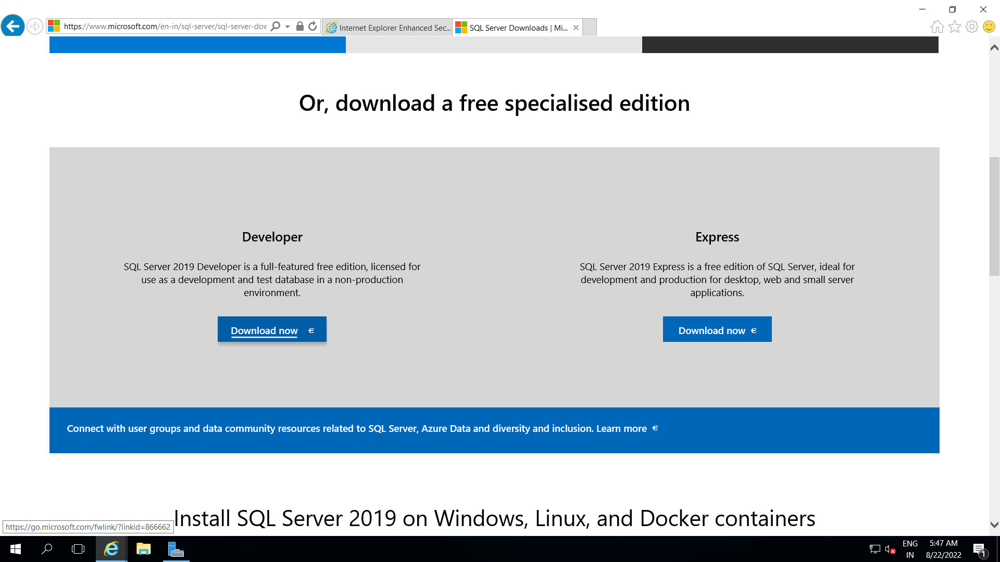 https://www.microsoft.com/en-in/sql-server/sql-server-dov
Internet Explorer Enhanced Sec...
SQL Server Downloads | Mi...
Or, download a free specialised edition
Developer
SQL Server 2019 Developer is a full-featured free edition, licensed for
use as a development and test database in a non-production
environment.
Download now €
Express
SQL Server 2019 Express is a free edition of SQL Server, ideal for
development and production for desktop, web and small server
applications.
Download now €
Connect with user groups and data community resources related to SQL Server, Azure Data and diversity and inclusion. Learn more €
Install SQL Server 2019 on Windows, Linux, and Docker containers
https://go.microsoft.com/fwlink/?linkid=866662
ENG
IN
5:47 AM
8/22/2022
1